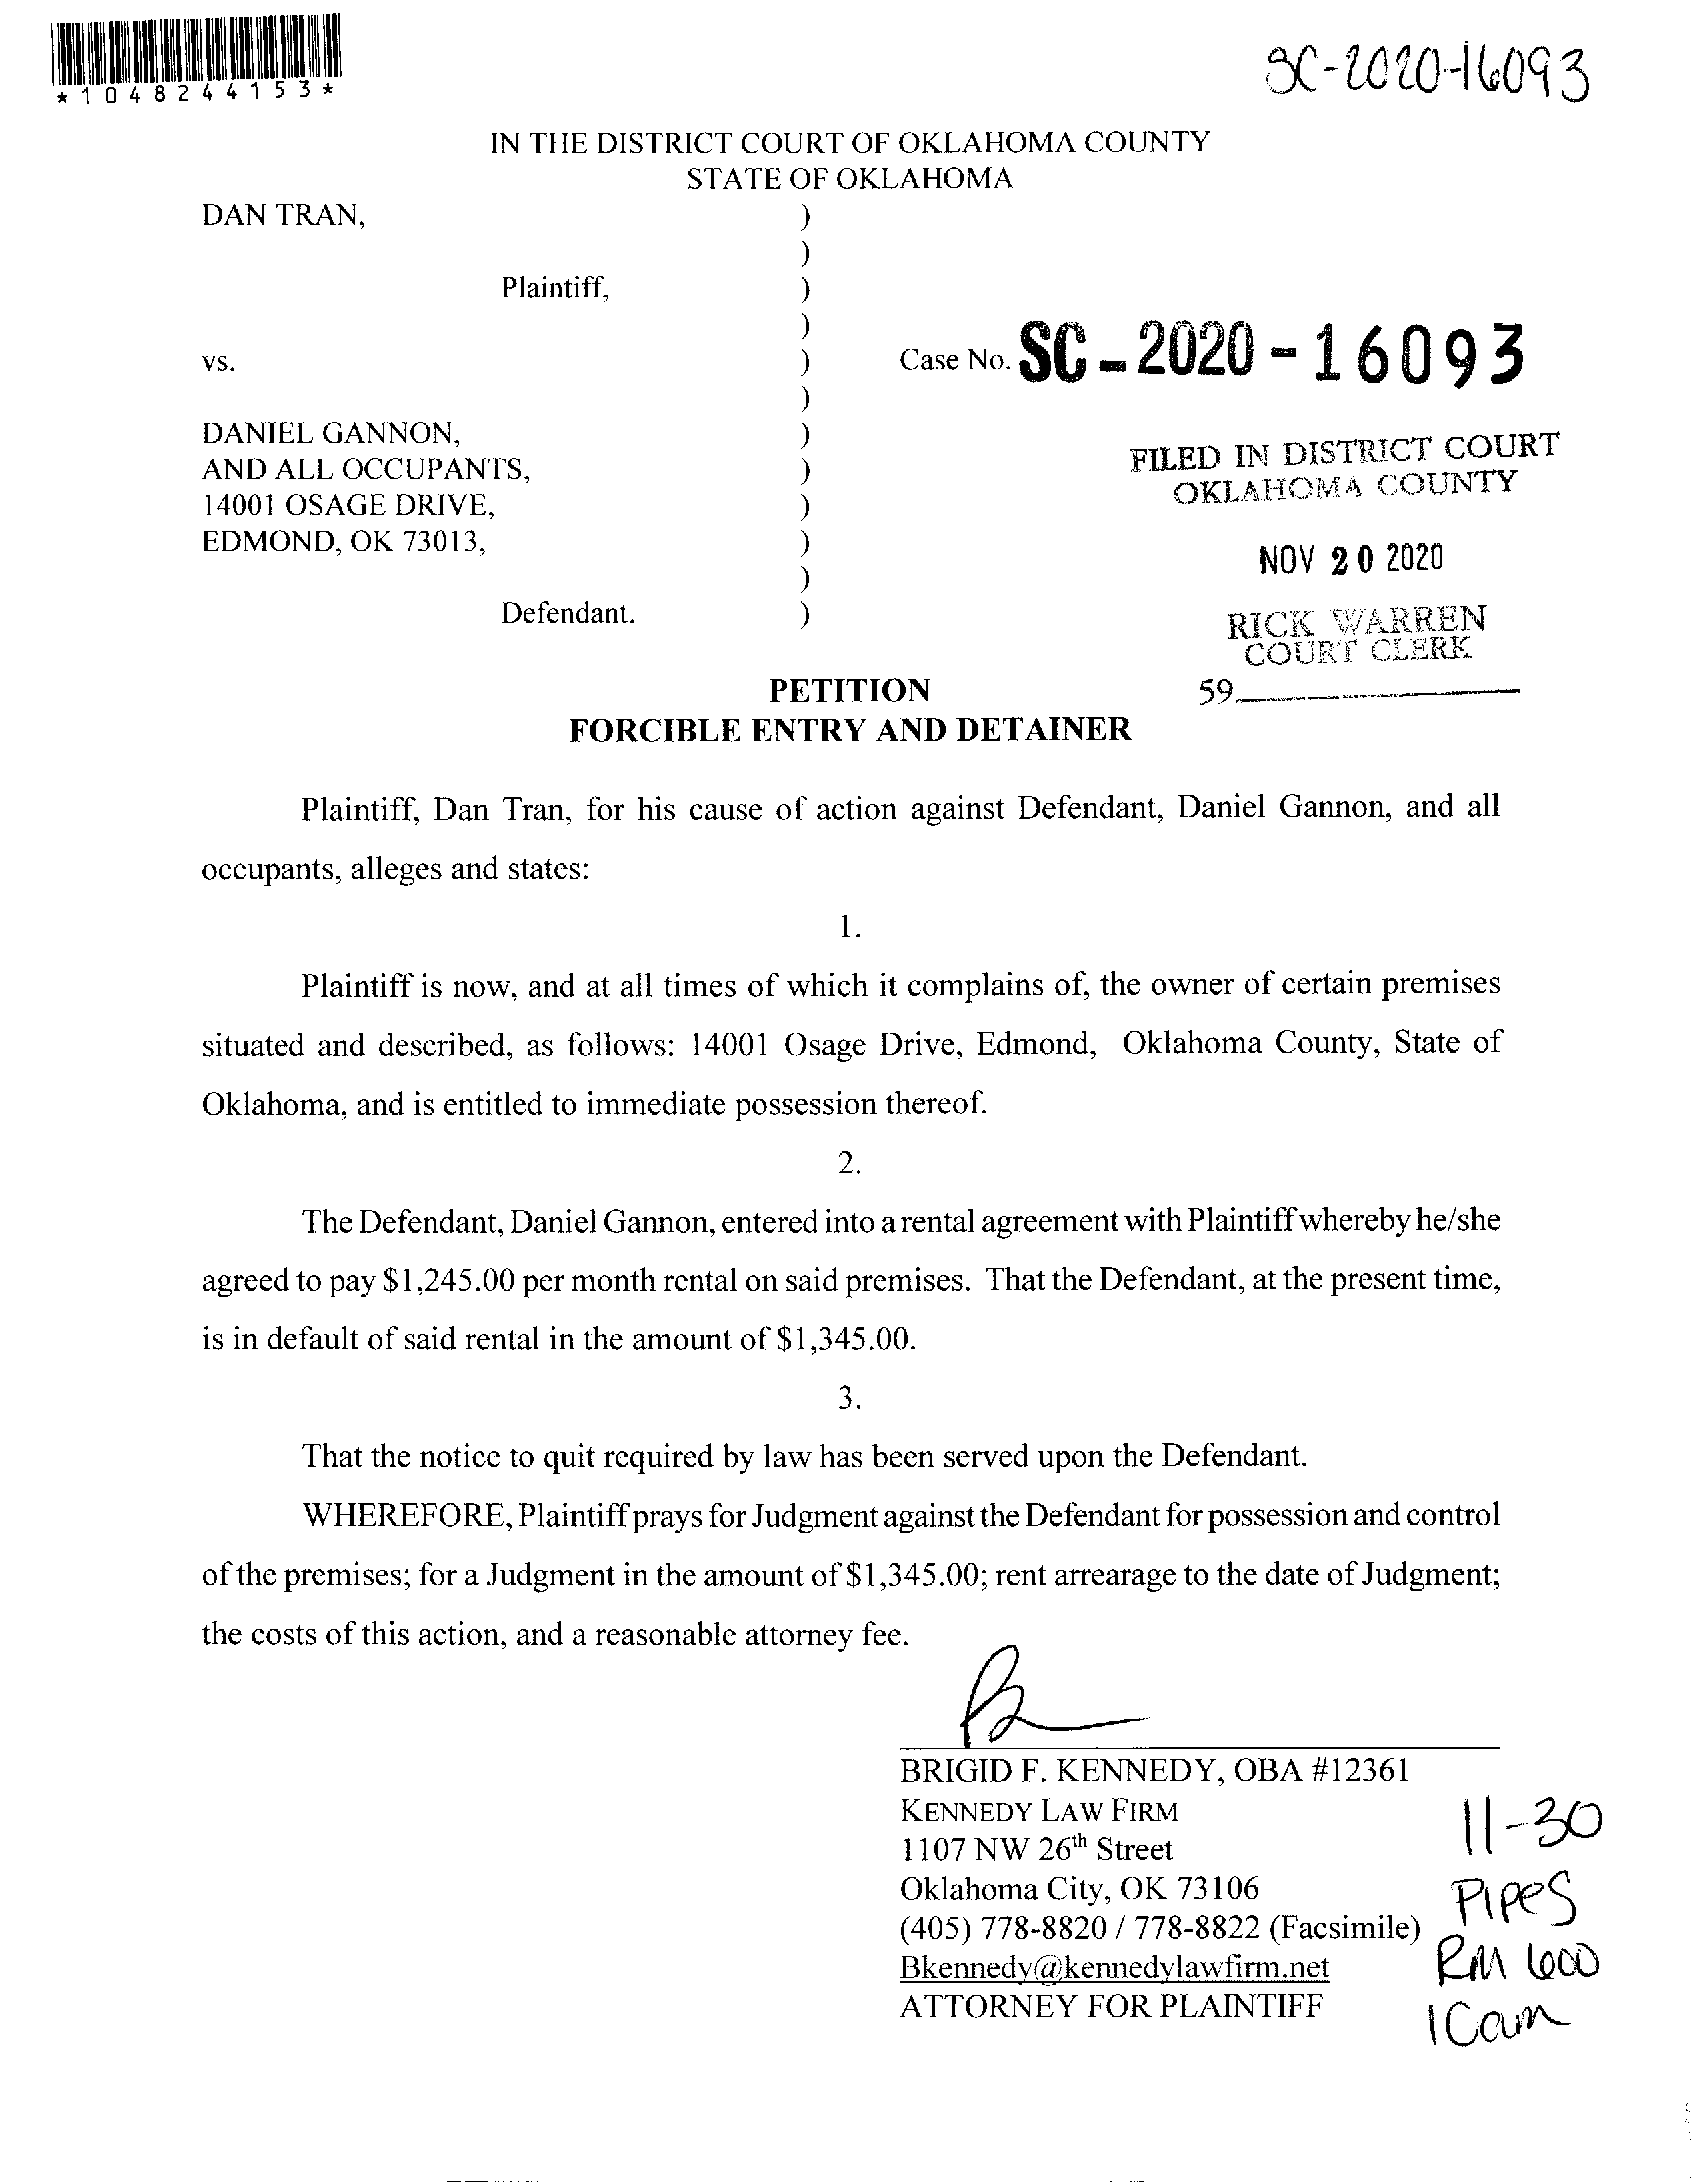 *1048244153*
SC-2020-16093
IN THE DISTRICT COURT OF OKLAHOMA COUNTY
STATE OF OKLAHOMA
DAN TRAN, )
)
Plaintiff, )
)
vs. ) Case No. SC-2020-16093
)
DANIEL GANNON, )
AND ALL OCCUPANTS, )
14001 OSAGE DRIVE, )
EDMOND, OK 73013, )
)
Defendant. )
FILED IN DISTRICT COURT
OKLAHOMA COUNTY
NOV 20 2020
RICK WARREN
COURT CLERK
59
PETITION
FORCIBLE ENTRY AND DETAINER
Plaintiff, Dan Tran, for his cause of action against Defendant, Daniel Gannon, and all
occupants, alleges and states:
1.
Plaintiff is now, and at all times of which it complains of, the owner of certain premises
situated and described, as follows: 14001 Osage Drive, Edmond, Oklahoma County, State of
Oklahoma, and is entitled to immediate possession thereof.
2.
The Defendant, Daniel Gannon, entered into a rental agreement with Plaintiff whereby he/she
agreed to pay $1,245.00 per month rental on said premises. That the Defendant, at the present time,
is in default of said rental in the amount of $1,345.00.
3.
That the notice to quit required by law has been served upon the Defendant.
WHEREFORE, Plaintiff prays for Judgment against the Defendant for possession and control
of the premises; for a Judgment in the amount of $1,345.00; rent arrearage to the date of Judgment;
the costs of this action, and a reasonable attorney fee.
BRIGID F. KENNEDY, OBA #12361
KENNEDY LAW FIRM
1107 NW 26th Street
Oklahoma City, OK 73106
(405) 778-8820 / 778-8822 (Facsimile)
Bkennedy@kennedylawfirm.net
ATTORNEY FOR PLAINTIFF
11-30
PIPES
RM 600